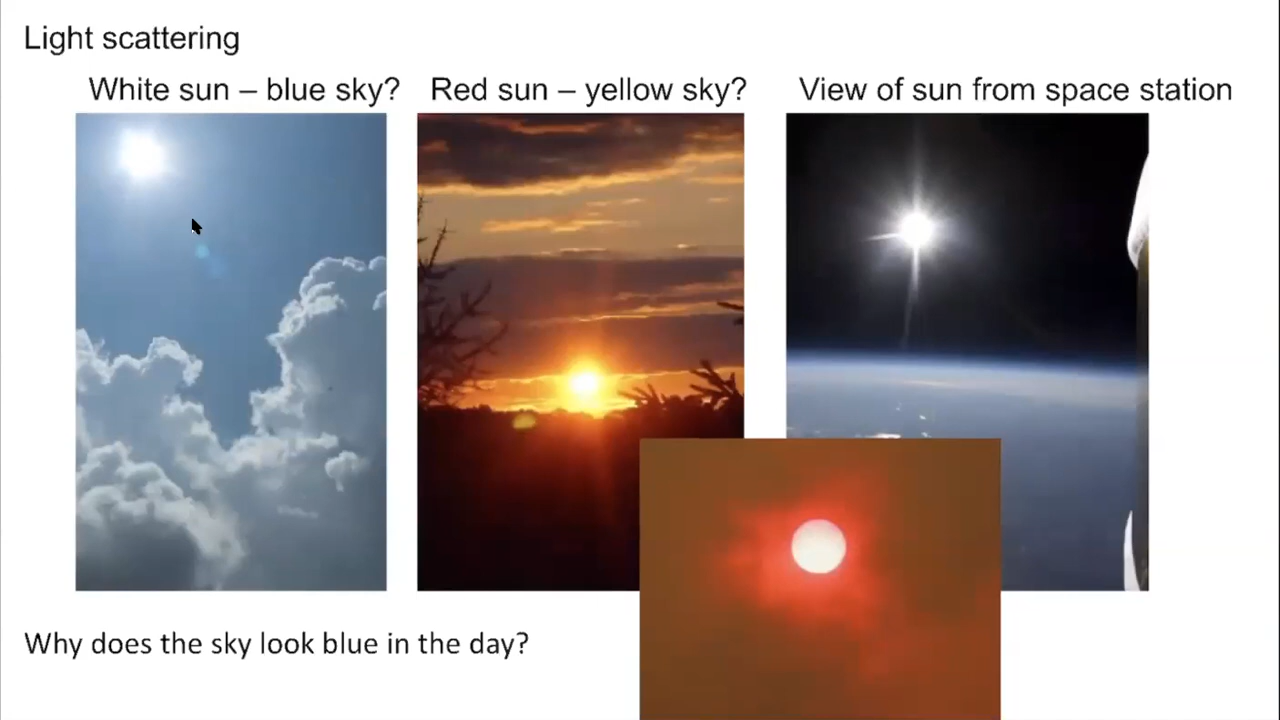 Light scattering
White sun – blue sky?
Red sun – yellow sky?
View of sun from space station
Why does the sky look blue in the day?